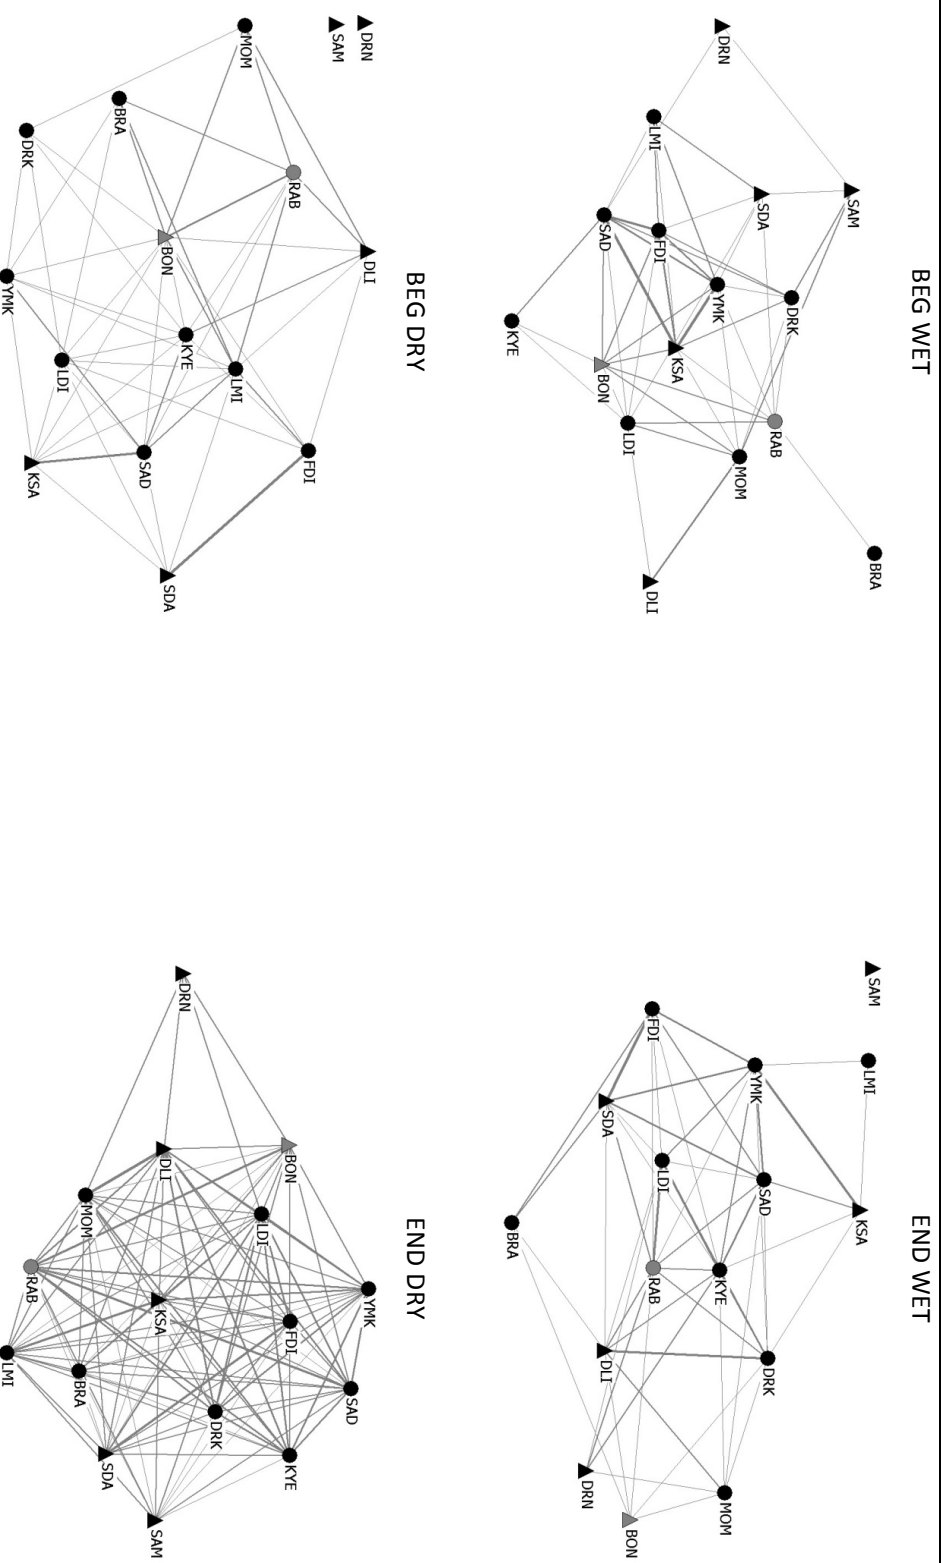 BEG WET
BRA
SAM
DRK
RAB
SDA
MOM
DRN
YMK
KSA
FDI
LMI
DLI
LDI
SAD
BON
KYE
END WET
SAM
LMI
KSA
DRK
SAD
YMK
MOM
KYE
LDI
RAB
FDI
BON
SDA
DLI
DRN
BRA
BEG DRY
DLI
DRN
SAM
FDI
RAB
MOM
LMI
KYE
SDA
BON
SAD
BRA
LDI
KSA
DRK
YMK
END DRY
YMK
SAD
FDI
KYE
BON
LDI
DRK
DRN
DLI
KSA
SAM
SDA
MOM
BRA
RAB
LMI